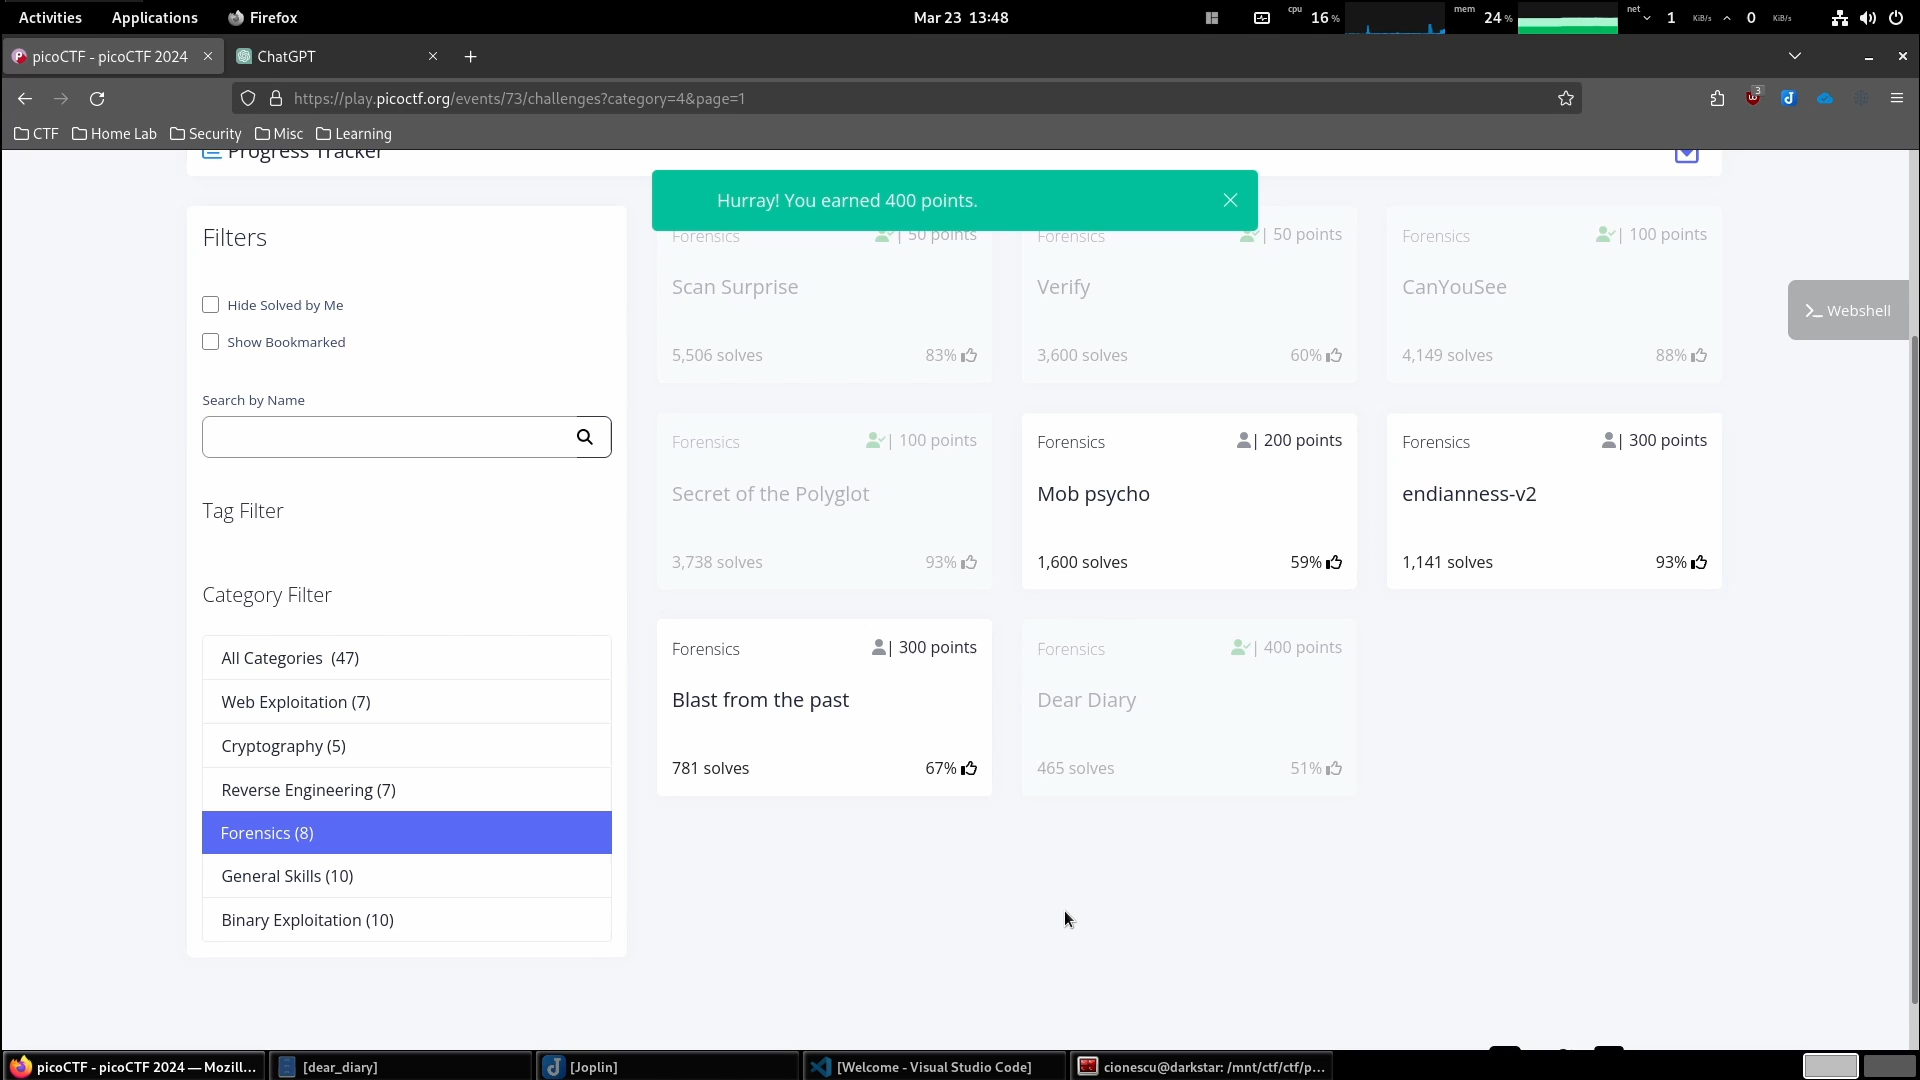 Activities Applications Firefox Mar 23 13:48 cpu 16 % mem 24 % net 1 KiB/s 0 KiB/s
picoCTF - picoCTF 2024 ChatGPT
https://play.picoctf.org/events/73/challenges?category=4&page=1 3
CTF Home Lab Security Misc Learning
Progress Tracker
Hurray! You earned 400 points.
Filters
Hide Solved by Me
Show Bookmarked
Search by Name
Tag Filter
Category Filter
All Categories (47)
Web Exploitation (7)
Cryptography (5)
Reverse Engineering (7)
Forensics (8)
General Skills (10)
Binary Exploitation (10)
Forensics | 50 points
Scan Surprise
5,506 solves 83%
Forensics | 50 points
Verify
3,600 solves 60%
Forensics | 100 points
CanYouSee
4,149 solves 88%
Forensics | 100 points
Secret of the Polyglot
3,738 solves 93%
Forensics | 200 points
Mob psycho
1,600 solves 59%
Forensics | 300 points
endianness-v2
1,141 solves 93%
Forensics | 300 points
Blast from the past
781 solves 67%
Forensics | 400 points
Dear Diary
465 solves 51%
Webshell
picoCTF - picoCTF 2024 — Mozill... [dear_diary] [Joplin] [Welcome - Visual Studio Code] cionescu@darkstar: /mnt/ctf/ctf/p...